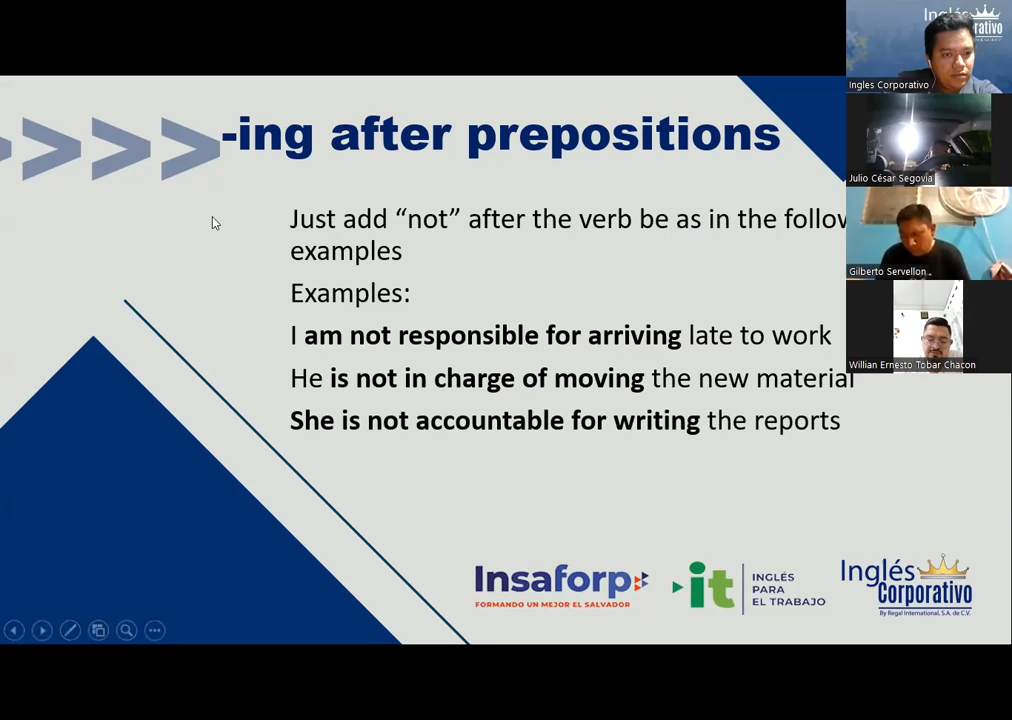 Inglés
rativo
Ingles Corporativo
-ing after prepositions
Julio César Segovia
Just add “not” after the verb be as in the
examples
Gilberto Servellon
Examples:
I am not responsible for arriving late to work
Willian Ernesto Tobar Chacon
He is not in charge of moving the new material
She is not accountable for writing the reports
Insaforp
FORMANDO UN MEJOR EL SALVADOR
it
INGLÉS
PARA
EL TRABAJO
Inglés
Corporativo
By Regal International, S.A. de C.V.